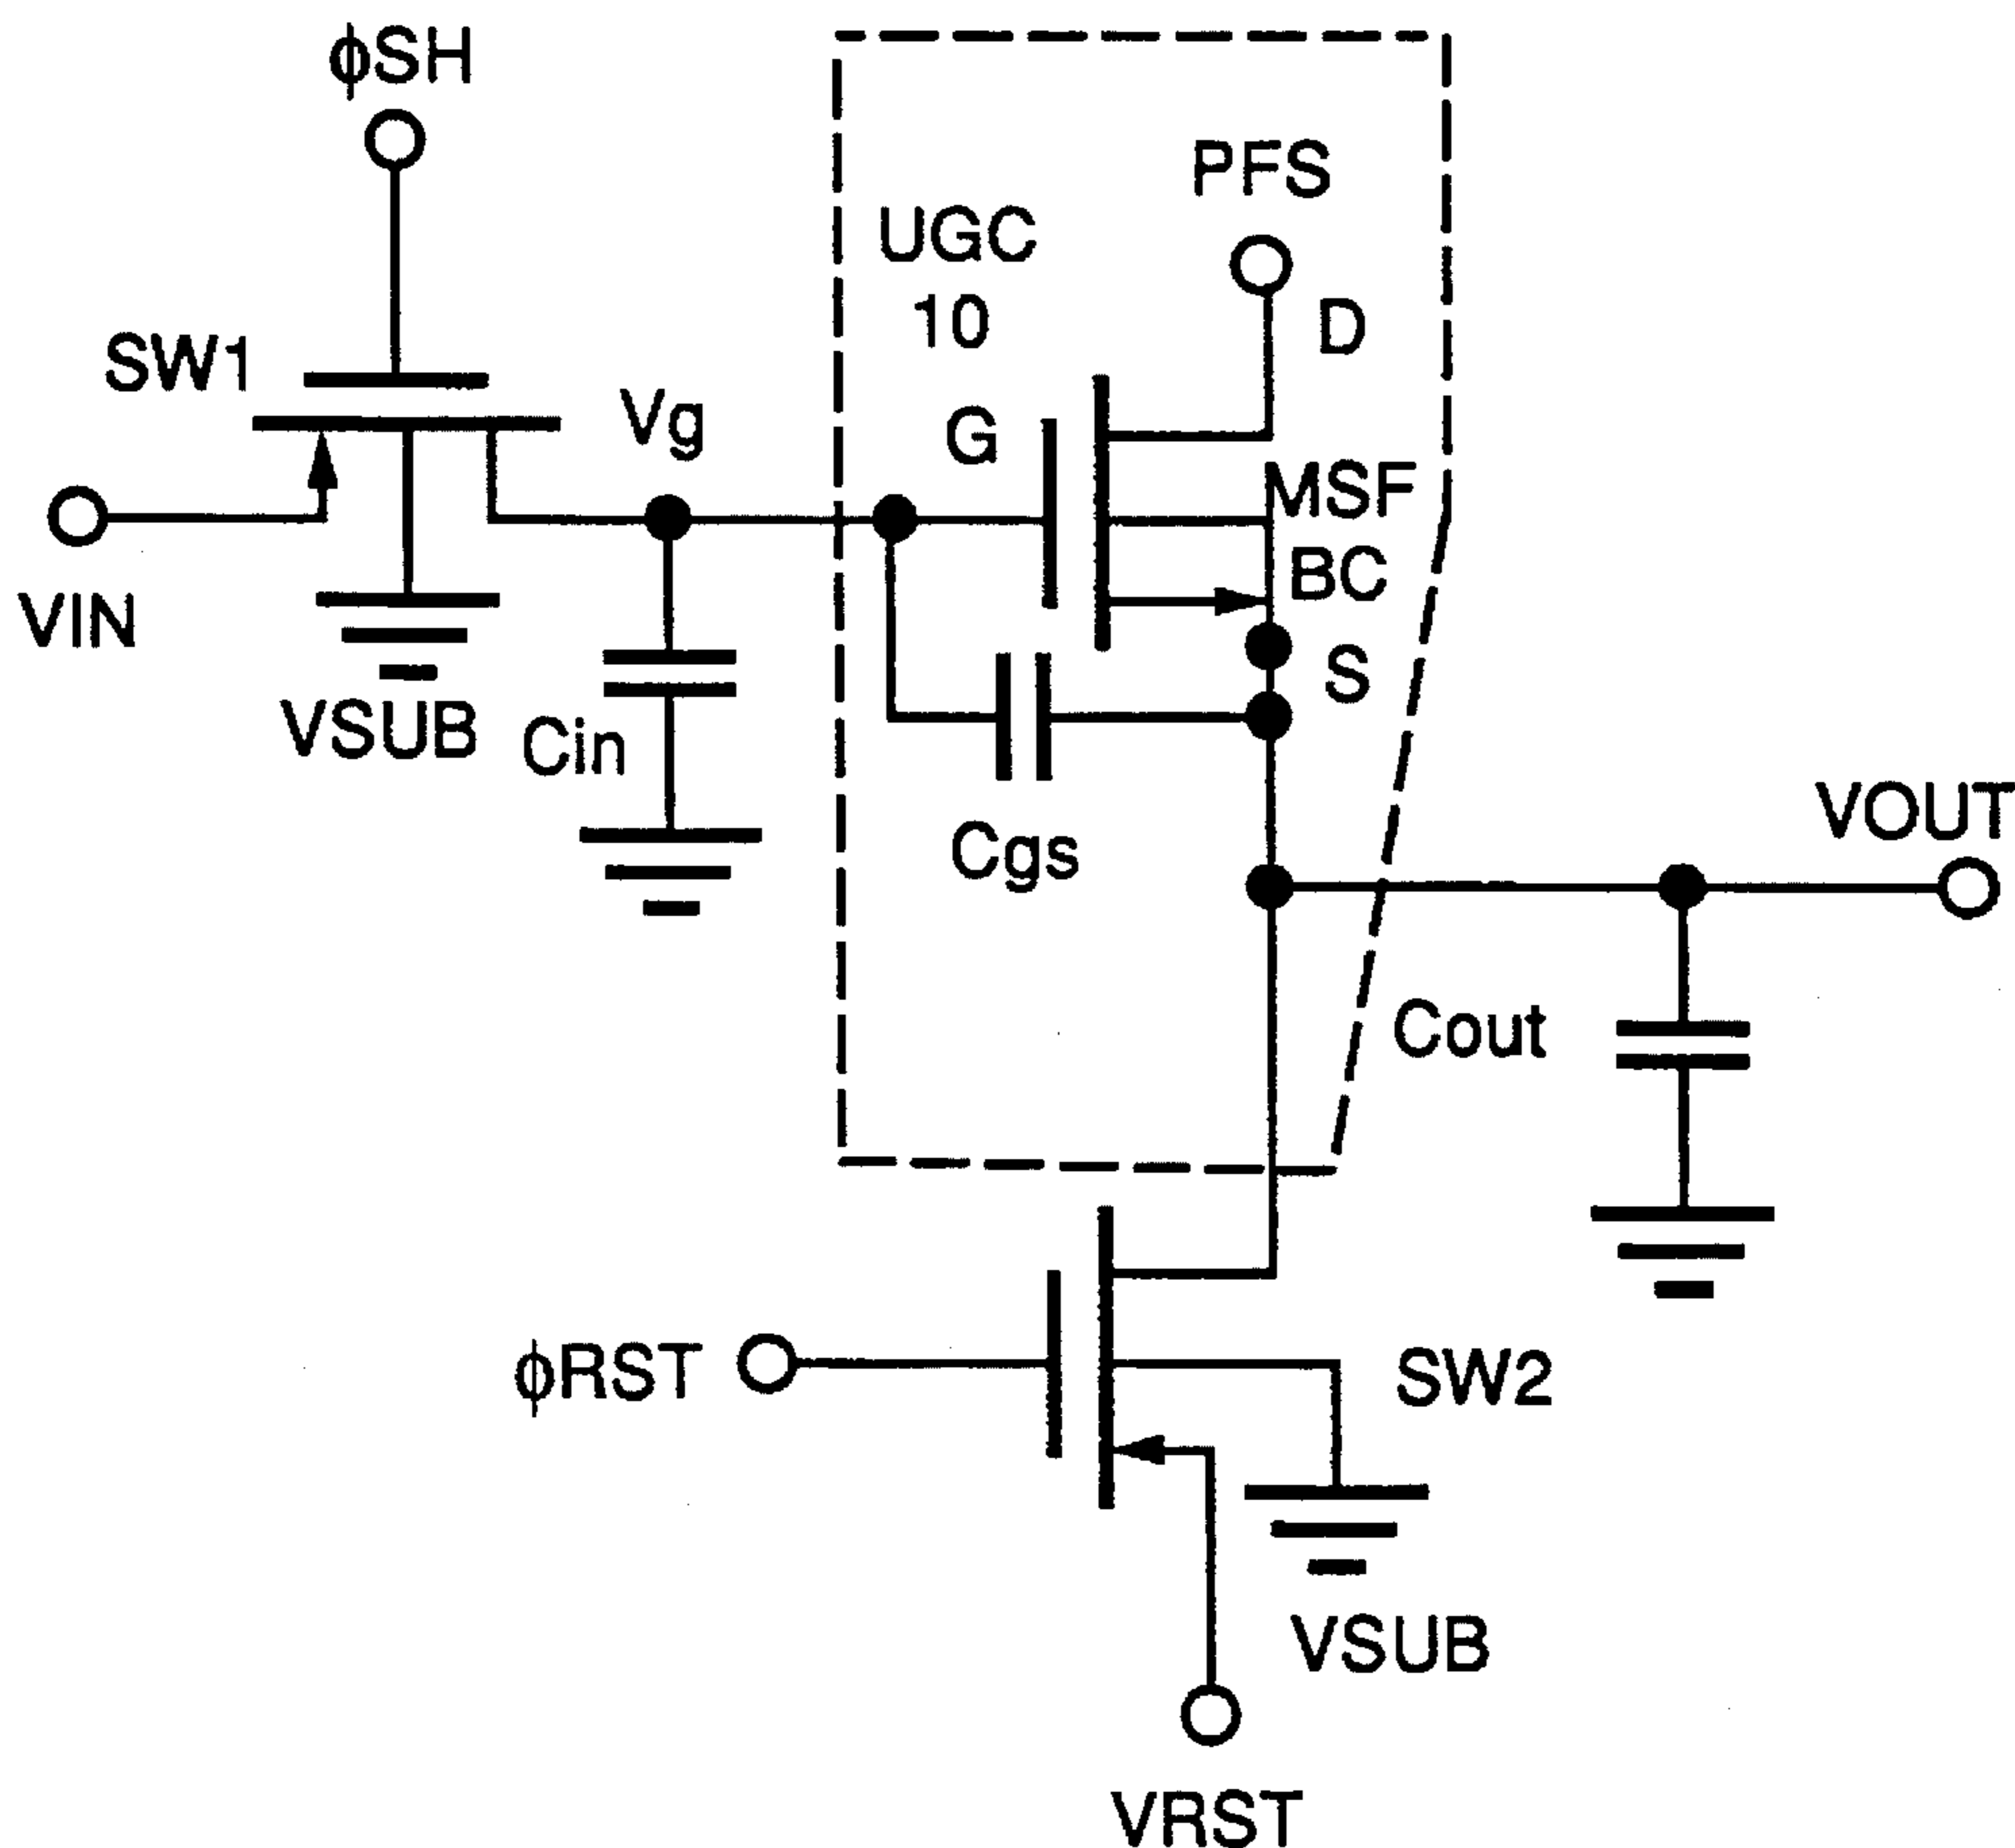 ϕSH
PFS
UGC
10
D
SW1
Vg
G
MSF
BC
VIN
S
VSUB
Cin
Cgs
VOUT
Cout
ϕRST
SW2
VSUB
VRST